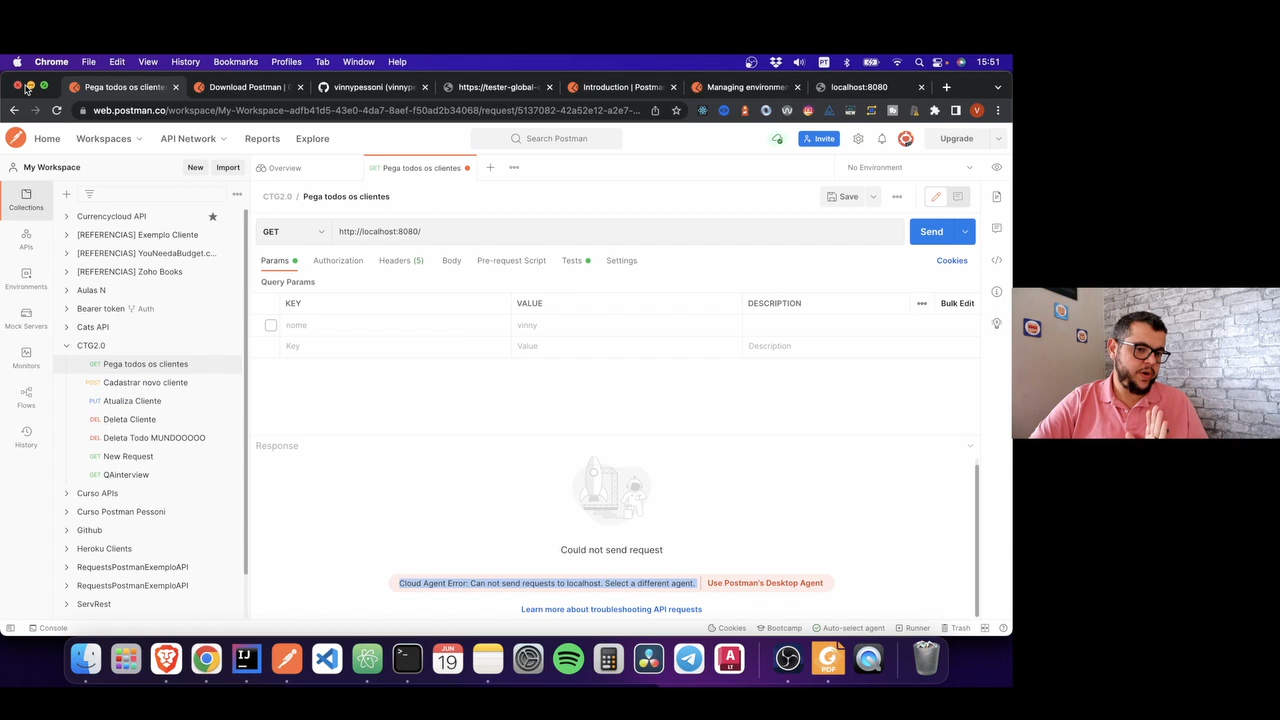 Chrome File Edit View History Bookmarks Profiles Tab Window Help PT 15:51
Pega todos os cliente Download Postman | vinnypessoni (vinnyp https://tester-global- Introduction | Postma Managing environme localhost:8080
web.postman.co/workspace/My-Workspace~adfb41d5-43e0-4da7-8aef-f50ad2b34068/request/5137082-42a52e12-a2e7-...
Home Workspaces API Network Reports Explore Search Postman Invite Upgrade
My Workspace New Import Overview GET Pega todos os clientes No Environment
Collections
APIs
Environments
Mock Servers
Monitors
Flows
History
Currencycloud API
[REFERENCIAS] Exemplo Cliente
[REFERENCIAS] YouNeedaBudget.c...
[REFERENCIAS] Zoho Books
Aulas N
Bearer token Auth
Cats API
CTG2.0
GET Pega todos os clientes
POST Cadastrar novo cliente
PUT Atualiza Cliente
DEL Deleta Cliente
DEL Deleta Todo MUNDOOOOO
GET New Request
GET QAinterview
Curso APIs
Curso Postman Pessoni
Github
Heroku Clients
RequestsPostmanExemploAPI
RequestsPostmanExemploAPI
ServRest
CTG2.0 / Pega todos os clientes Save
GET http://localhost:8080/ Send
Params Authorization Headers (5) Body Pre-request Script Tests Settings Cookies
Query Params
KEY VALUE DESCRIPTION Bulk Edit
nome vinny
Key Value Description
Response
Could not send request
Cloud Agent Error: Can not send requests to localhost. Select a different agent. Use Postman's Desktop Agent
Learn more about troubleshooting API requests
Console Cookies Bootcamp Auto-select agent Runner Trash
JUN
19
PDF